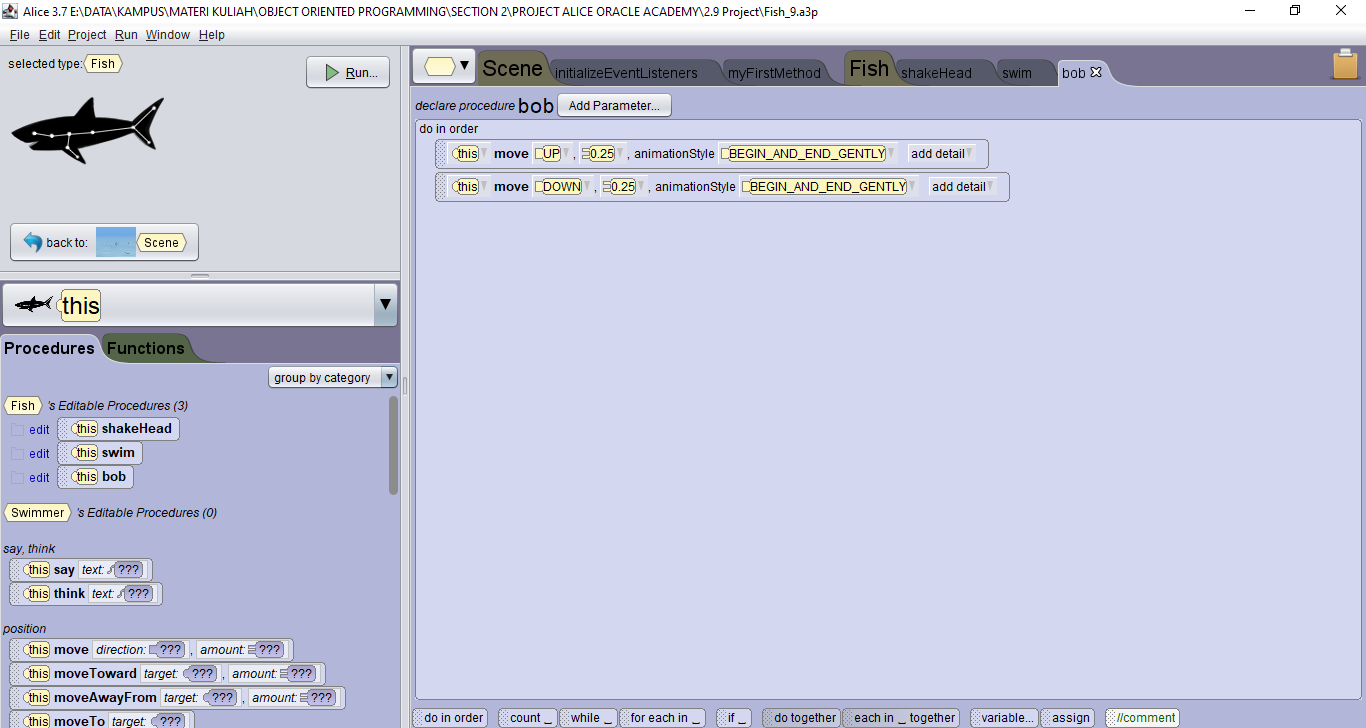 Alice 3.7 E:\DATA\KAMPUS\MATERI KULIAH\OBJECT ORIENTED PROGRAMMING\SECTION 2\PROJECT ALICE ORACLE ACADEMY\2.9 Project\Fish_9.a3p
File Edit Project Run Window Help
selected type: Fish
Run...
back to: Scene
this
Procedures Functions
group by category
Fish 's Editable Procedures (3)
edit this shakeHead
edit this swim
edit this bob
Swimmer 's Editable Procedures (0)
say, think
this say text: ???
this think text: ???
position
this move direction: ??? , amount: ???
this moveToward target: ??? , amount: ???
this moveAwayFrom target: ??? , amount: ???
this moveTo target: ???
Scene initializeEventListeners myFirstMethod Fish shakeHead swim bob
declare procedure bob Add Parameter...
do in order
this move UP , 0.25 , animationStyle BEGIN_AND_END_GENTLY add detail
this move DOWN , 0.25 , animationStyle BEGIN_AND_END_GENTLY add detail
do in order count _ while _ for each in _ if _ do together each in _ together variable... assign //comment